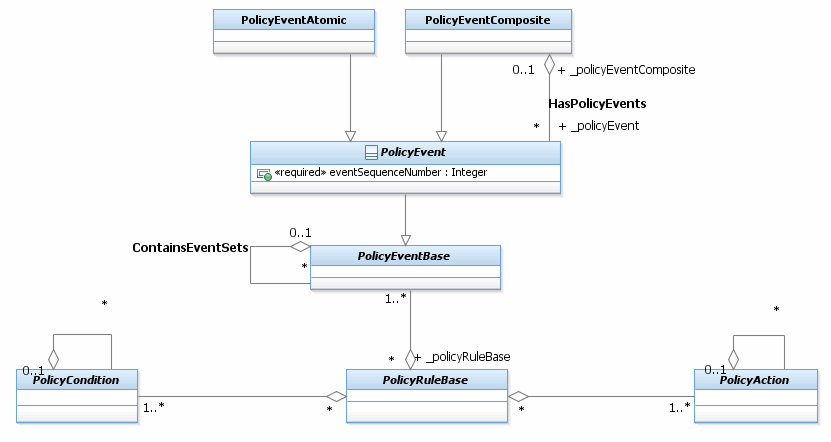 PolicyEventAtomic
PolicyEventComposite
0..1
+ _policyEventComposite
HasPolicyEvents
*
+ _policyEvent
PolicyEvent
«required» eventSequenceNumber : Integer
0..1
ContainsEventSets
*
PolicyEventBase
1..*
*
*
*
+ _policyRuleBase
0..1
PolicyCondition
PolicyRuleBase
0..1
PolicyAction
1..*
*
*
1..*